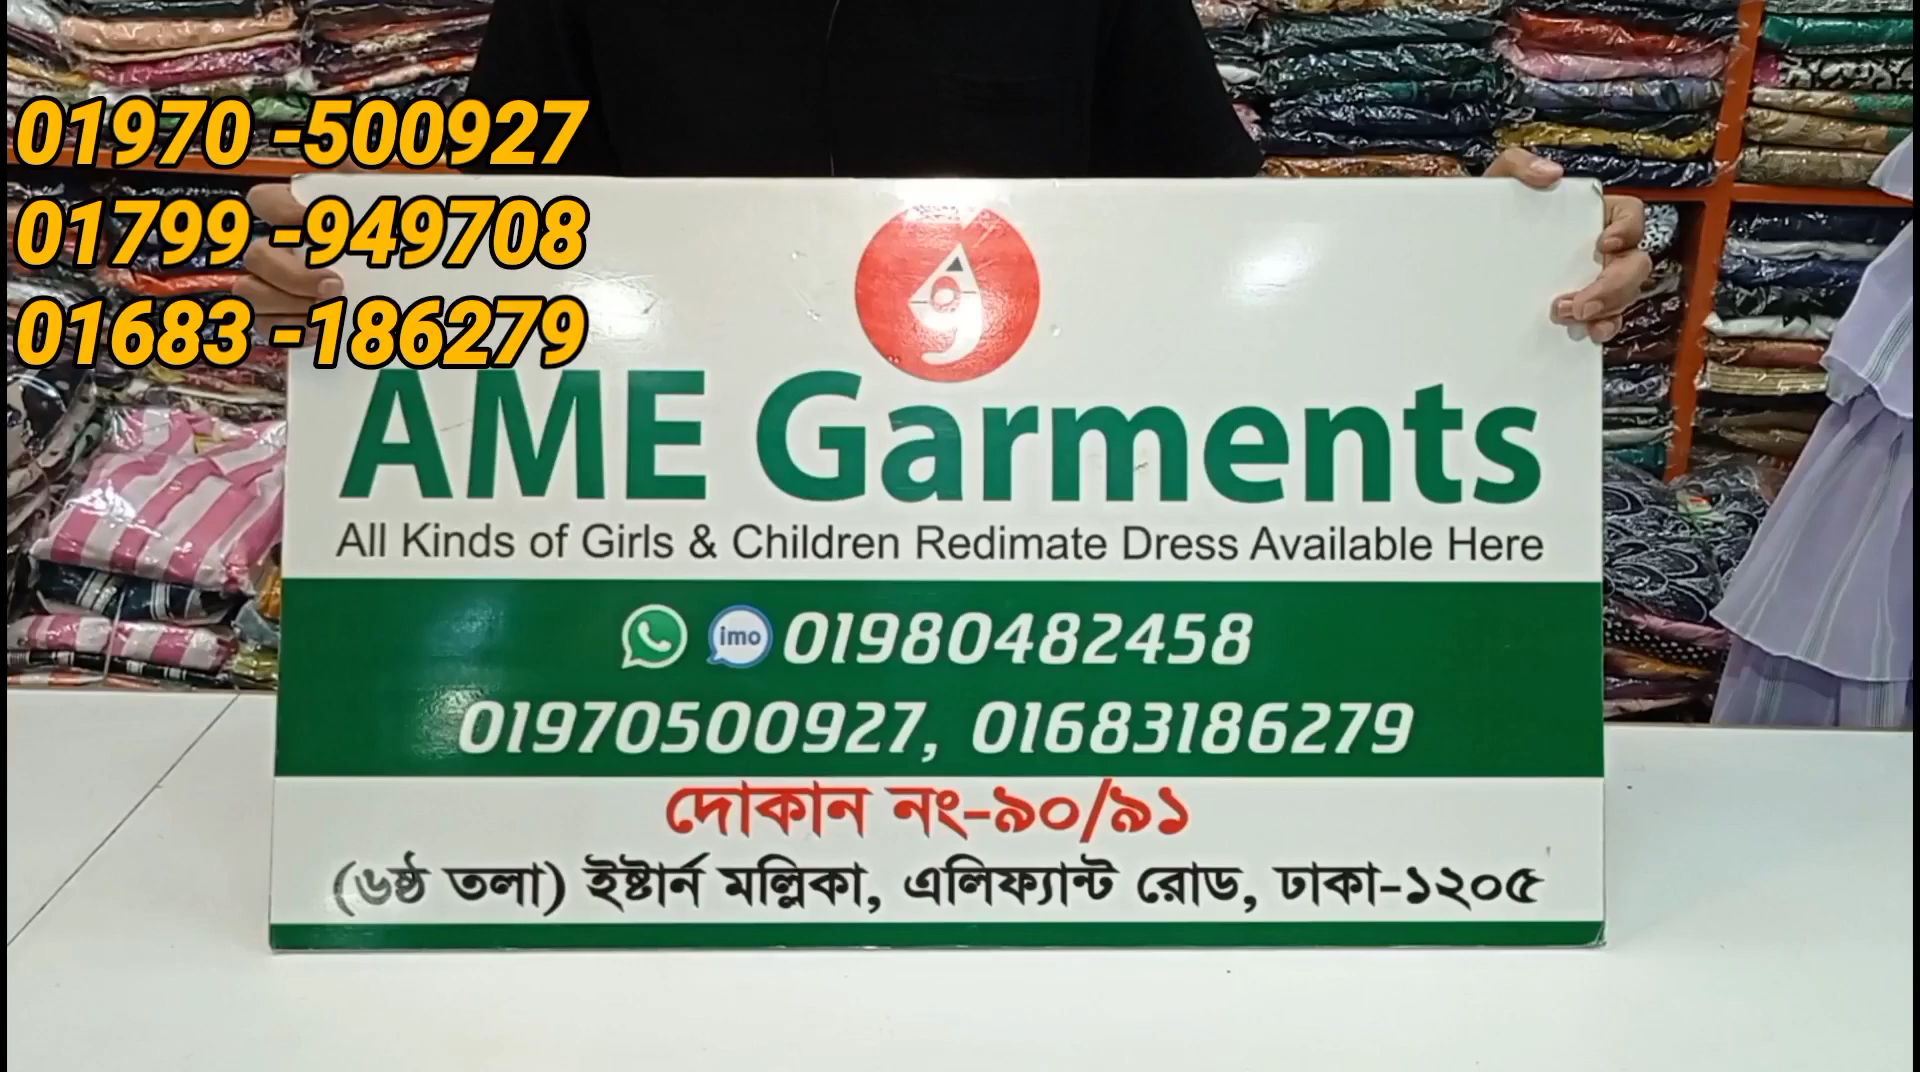 01970 -500927
01799 -949708
01683 -186279
AME Garments
All Kinds of Girls & Children Redimate Dress Available Here
imo 01980482458
01970500927, 01683186279
দোকান নং-৯০/৯১
(৬ষ্ঠ তলা) ইষ্টার্ন মল্লিকা, এলিফ্যান্ট রোড, ঢাকা-১২০৫